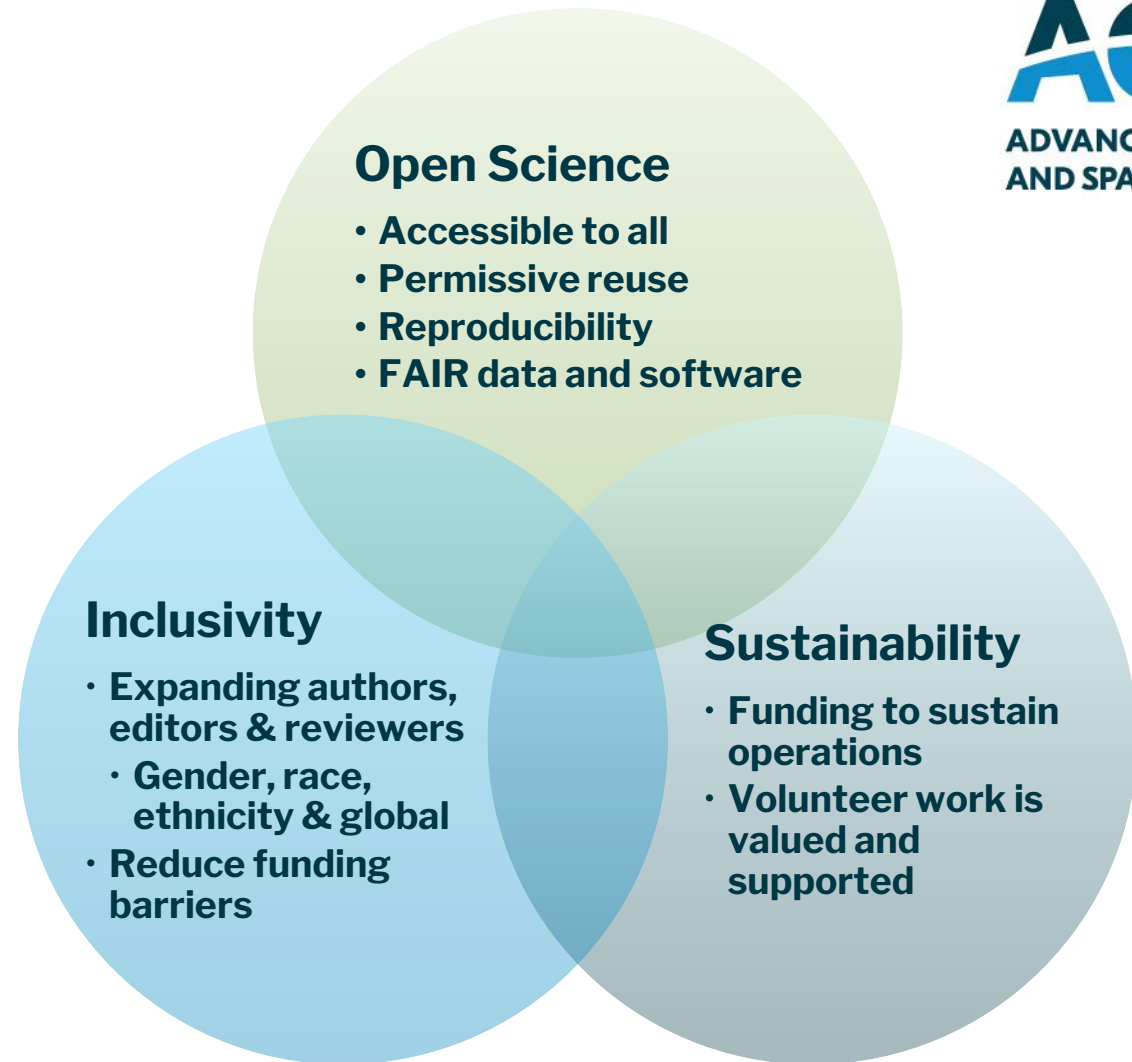 ADVANC
AND SPA
Open Science
• Accessible to all
• Permissive reuse
• Reproducibility
• FAIR data and software
Inclusivity
• Expanding authors,
editors & reviewers
• Gender, race,
ethnicity & global
• Reduce funding
barriers
Sustainability
• Funding to sustain
operations
• Volunteer work is
valued and
supported